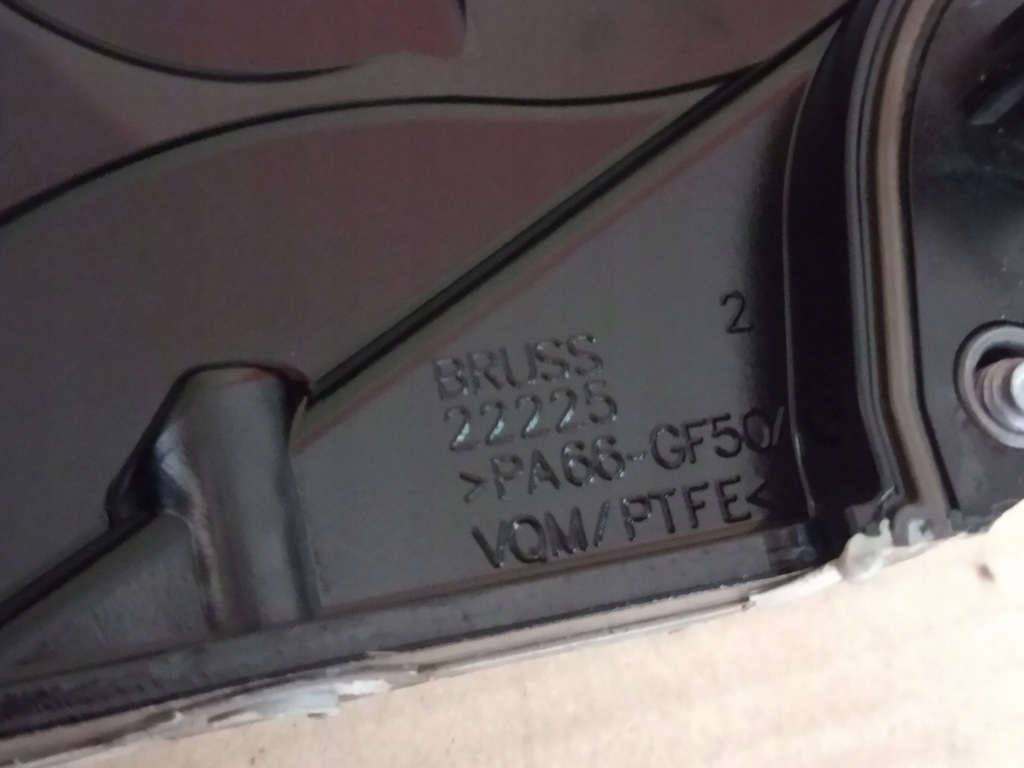 2
BRUSS
22225
>PA66-GF50/
VQM/PTFE<